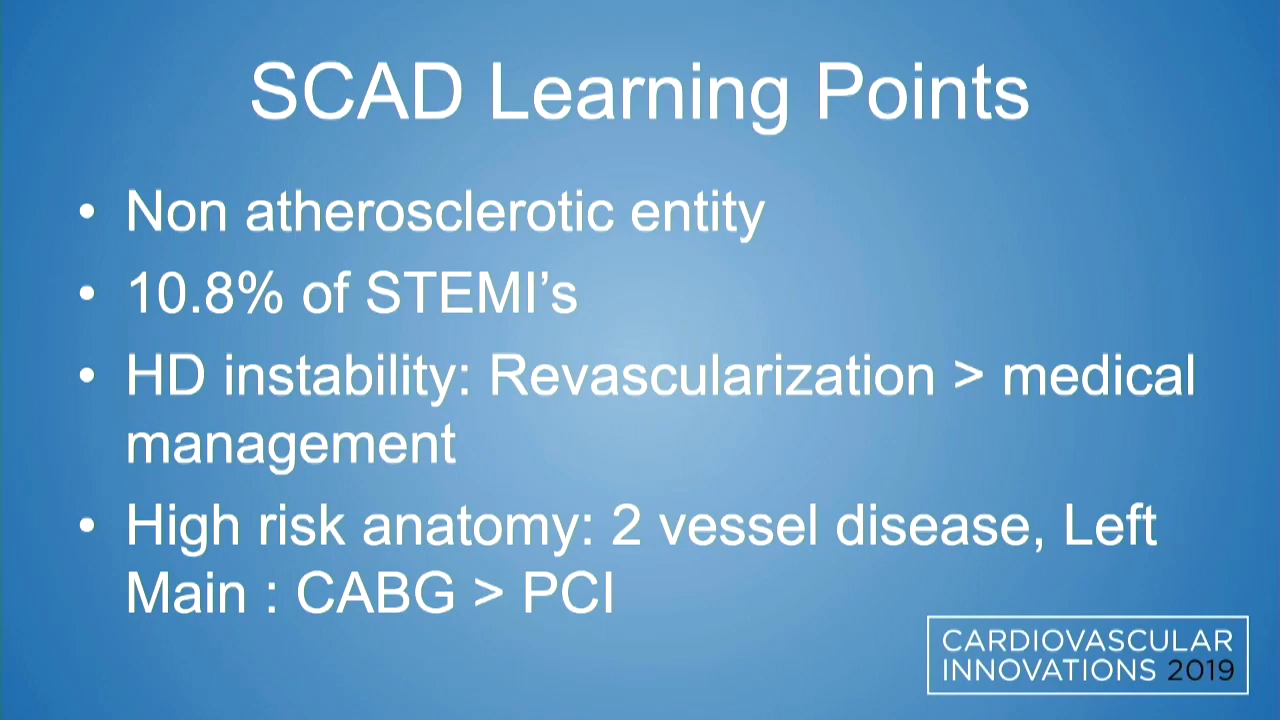 SCAD Learning Points
• Non atherosclerotic entity
• 10.8% of STEMI’s
• HD instability: Revascularization > medical
management
• High risk anatomy: 2 vessel disease, Left
Main : CABG > PCI
CARDIOVASCULAR
INNOVATIONS 2019